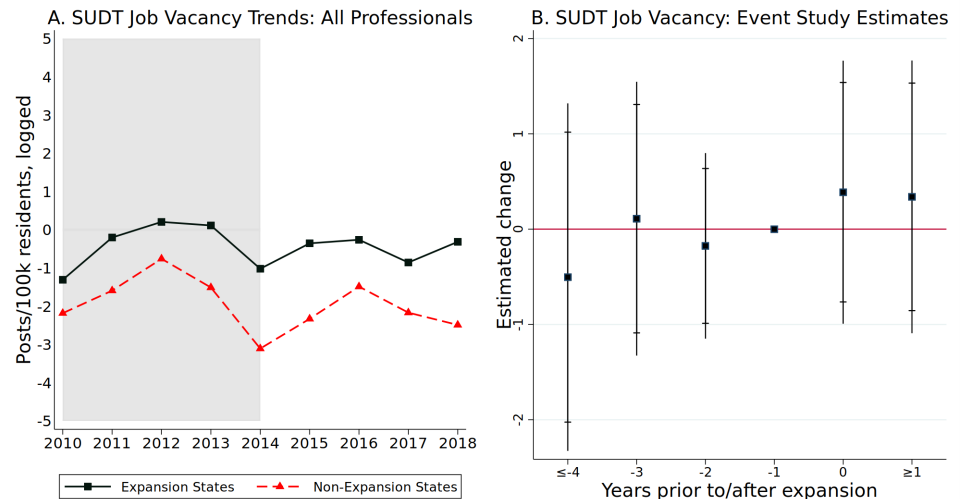 A. SUDT Job Vacancy Trends: All Professionals
Posts/100k residents, logged
5
4
3
2
1
0
-1
-2
-3
-4
-5
2010 2011 2012 2013 2014 2015 2016 2017 2018
Expansion States Non-Expansion States
B. SUDT Job Vacancy: Event Study Estimates
Estimated change
2
1
0
-1
-2
≤-4 -3 -2 -1 0 ≥1
Years prior to/after expansion